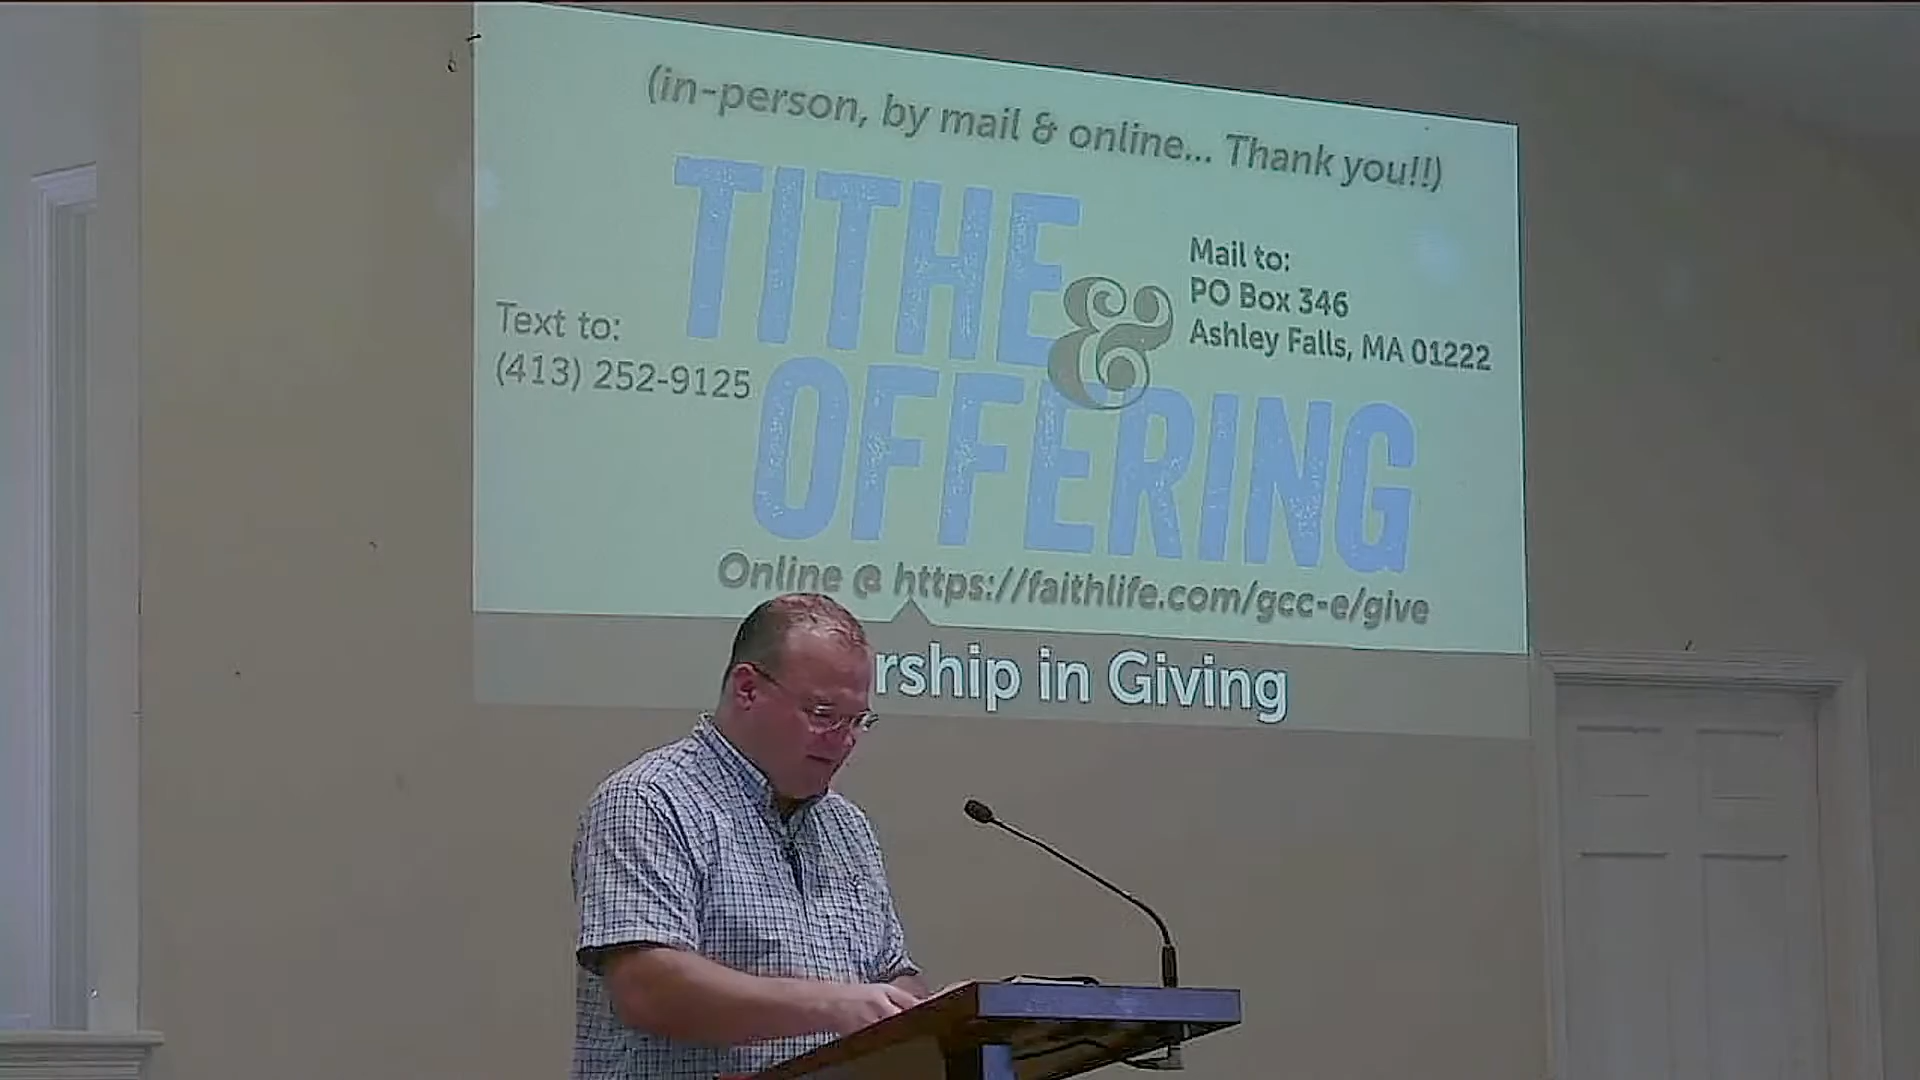 (in-person, by mail & online... Thank you!!)
TITHE
&
OFFERING
Mail to:
PO Box 346
Ashley Falls, MA 01222
Text to:
(413) 252-9125
Online @ https://faithlife.com/gcc-e/give
rship in Giving